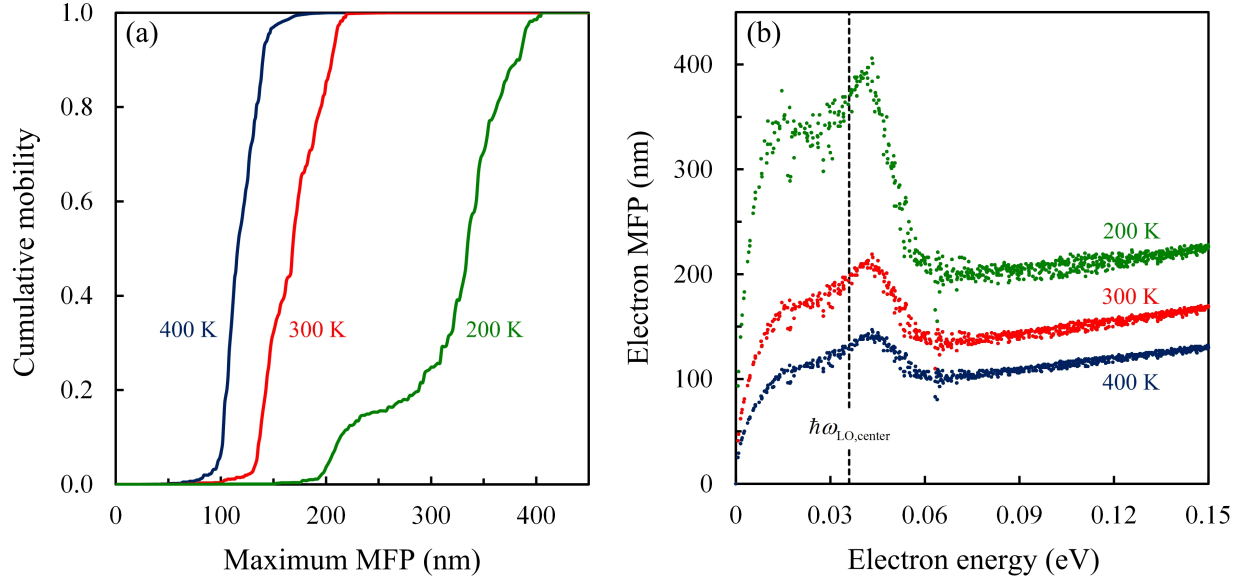 (a)
Cumulative mobility
1.0
0.8
0.6
0.4
0.2
0.0
400 K
300 K
200 K
0
100
200
300
400
Maximum MFP (nm)
(b)
Electron MFP (nm)
400
300
200
100
0
200 K
300 K
400 K
ℏω_LO,center
0
0.03
0.06
0.09
0.12
0.15
Electron energy (eV)